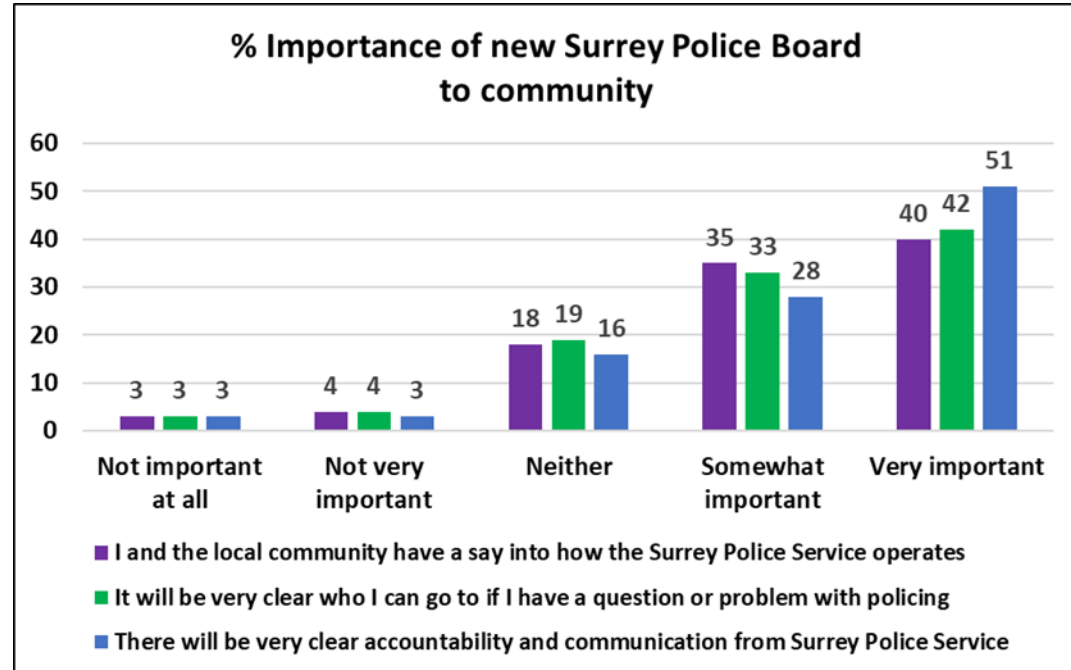 % Importance of new Surrey Police Board
to community
60
50
40
30
20
10
0
3 3 3
4 4 3
18 19 16
35 33 28
40 42 51
Not important
at all
Not very
important
Neither
Somewhat
important
Very important
I and the local community have a say into how the Surrey Police Service operates
It will be very clear who I can go to if I have a question or problem with policing
There will be very clear accountability and communication from Surrey Police Service